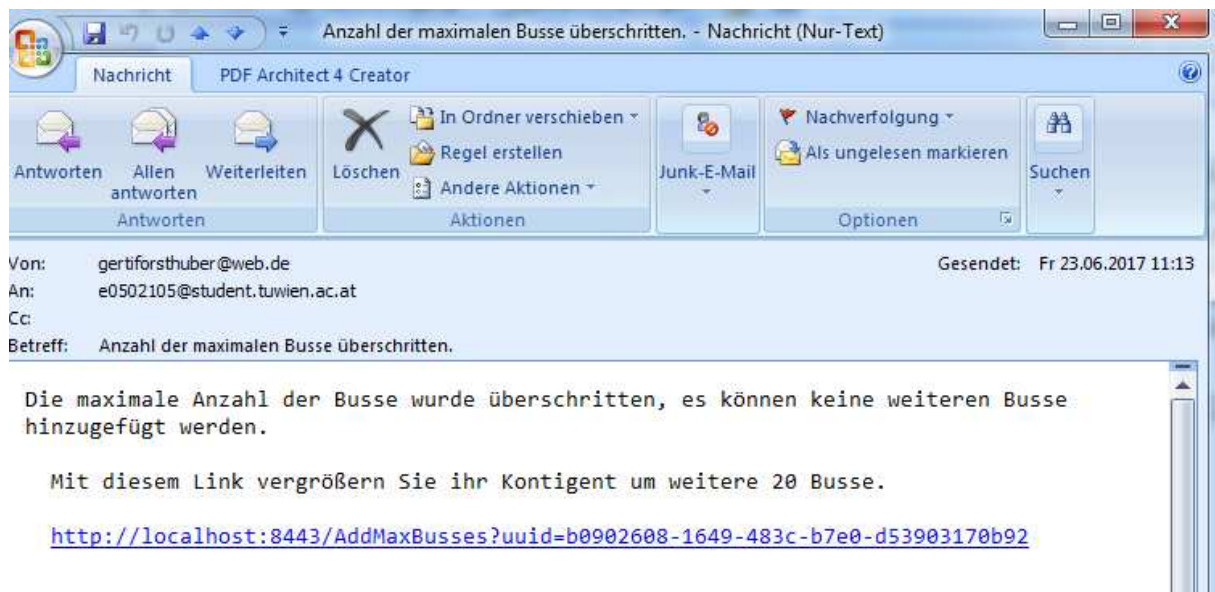 Anzahl der maximalen Busse überschritten. - Nachricht (Nur-Text)
Nachricht PDF Architect 4 Creator
Antworten Allen antworten Weiterleiten
Löschen
In Ordner verschieben
Regel erstellen
Andere Aktionen
Junk-E-Mail
Nachverfolgung
Als ungelesen markieren
Suchen
Antworten Aktionen Optionen
Von: gertiforsthuber@web.de Gesendet: Fr 23.06.2017 11:13
An: e0502105@student.tuwien.ac.at
Cc:
Betreff: Anzahl der maximalen Busse überschritten.
Die maximale Anzahl der Busse wurde überschritten, es können keine weiteren Busse
hinzugefügt werden.
Mit diesem Link vergrößern Sie ihr Kontigent um weitere 20 Busse.
http://localhost:8443/AddMaxBusses?uuid=b0902608-1649-483c-b7e0-d53903170b92